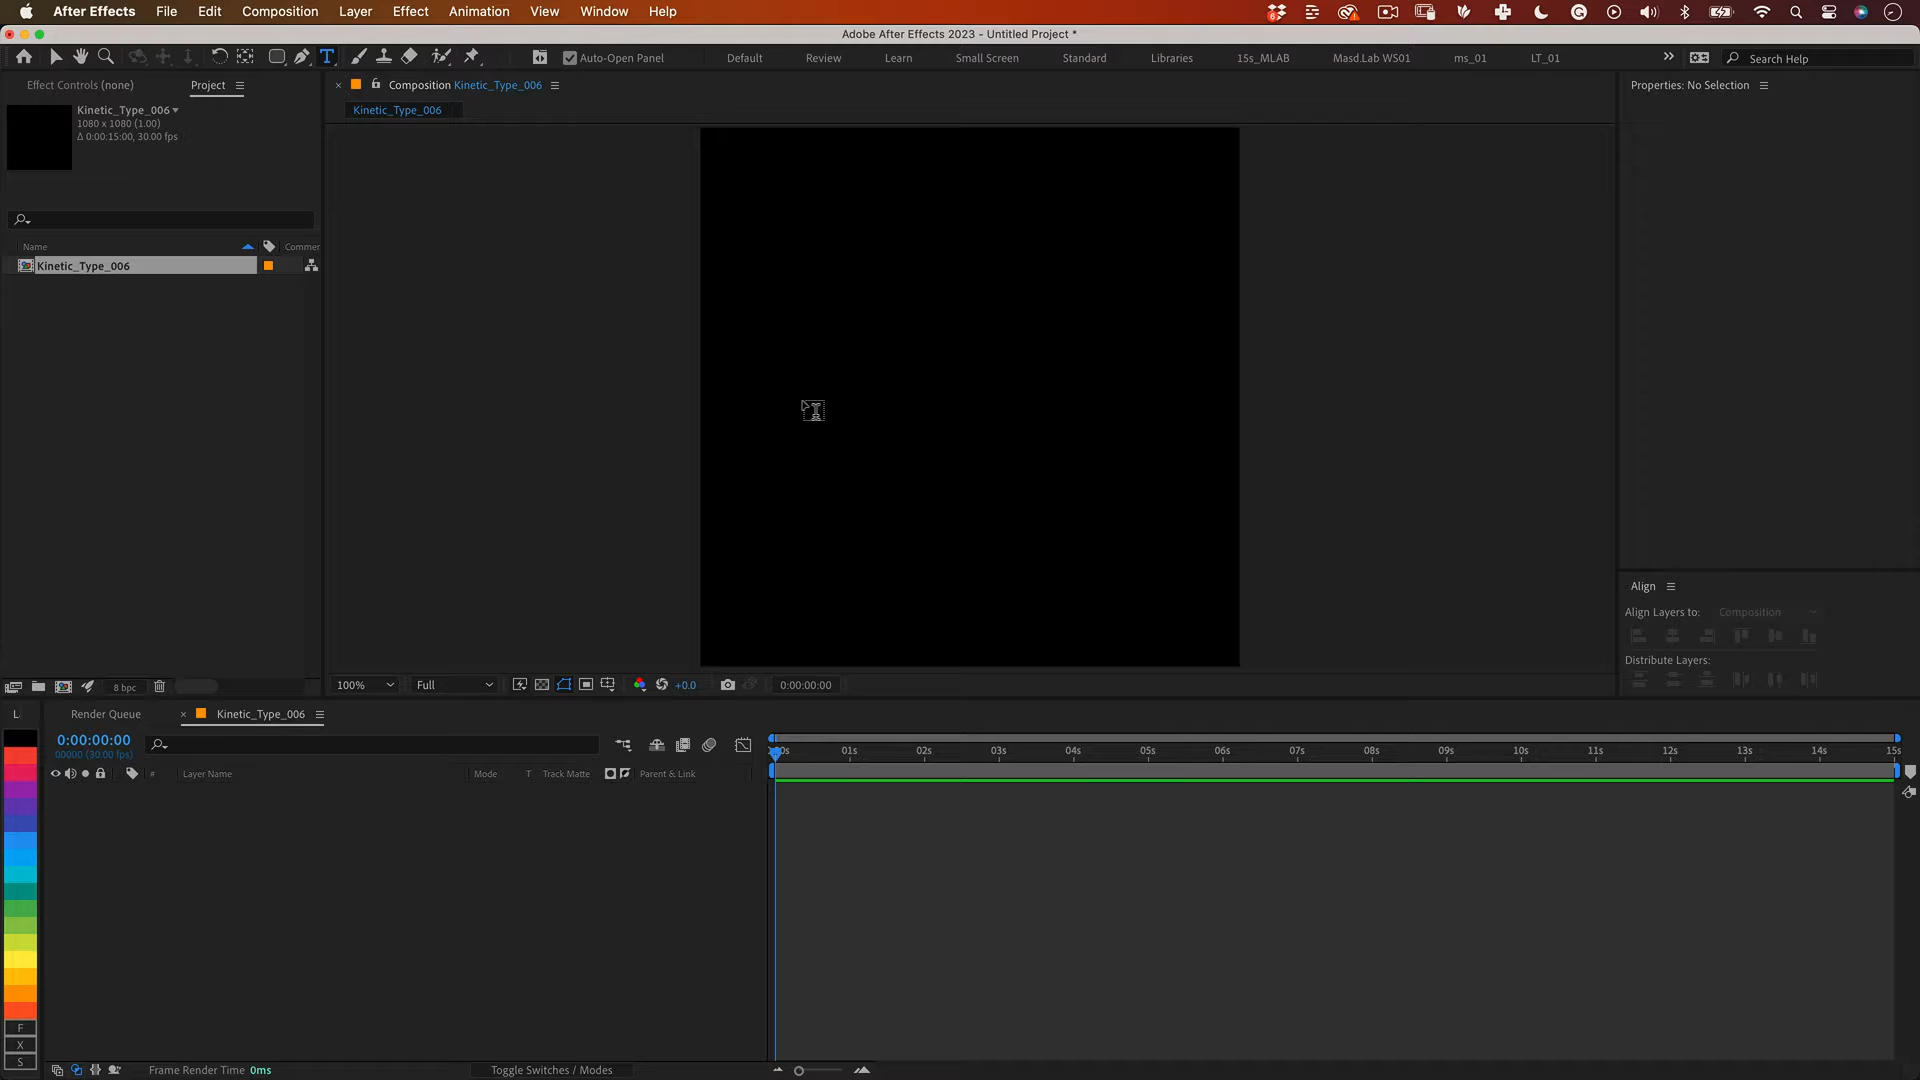 After Effects File Edit Composition Layer Effect Animation View Window Help
Adobe After Effects 2023 - Untitled Project *
Auto-Open Panel Default Review Learn Small Screen Standard Libraries 15s_MLAB Masd.Lab WS01 ms_01 LT_01 Search Help
Effect Controls (none) Project
Composition Kinetic_Type_006
Properties: No Selection
Kinetic_Type_006
1080 x 1080 (1.00)
Δ 0:00:15:00, 30.00 fps
Kinetic_Type_006
Name Commer
Kinetic_Type_006
Align
Align Layers to: Composition
Distribute Layers:
8 bpc
100% Full +0.0 0:00:00:00
L Render Queue Kinetic_Type_006
0:00:00:00
00000 (30.00 fps)
01s 02s 03s 04s 05s 06s 07s 08s 09s 10s 11s 12s 13s 14s 15s
# Layer Name Mode T Track Matte Parent & Link
F
X
S
Frame Render Time 0ms Toggle Switches / Modes